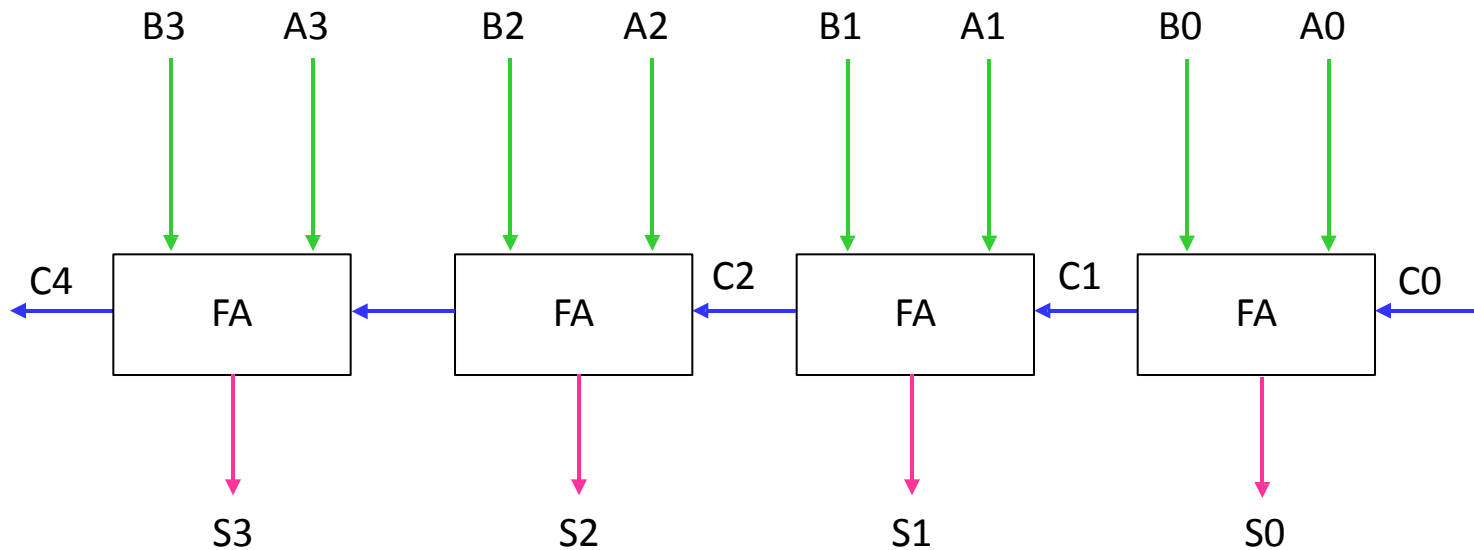 B3 A3 B2 A2 B1 A1 B0 A0
C4 FA FA C2 FA C1 FA C0
S3 S2 S1 S0